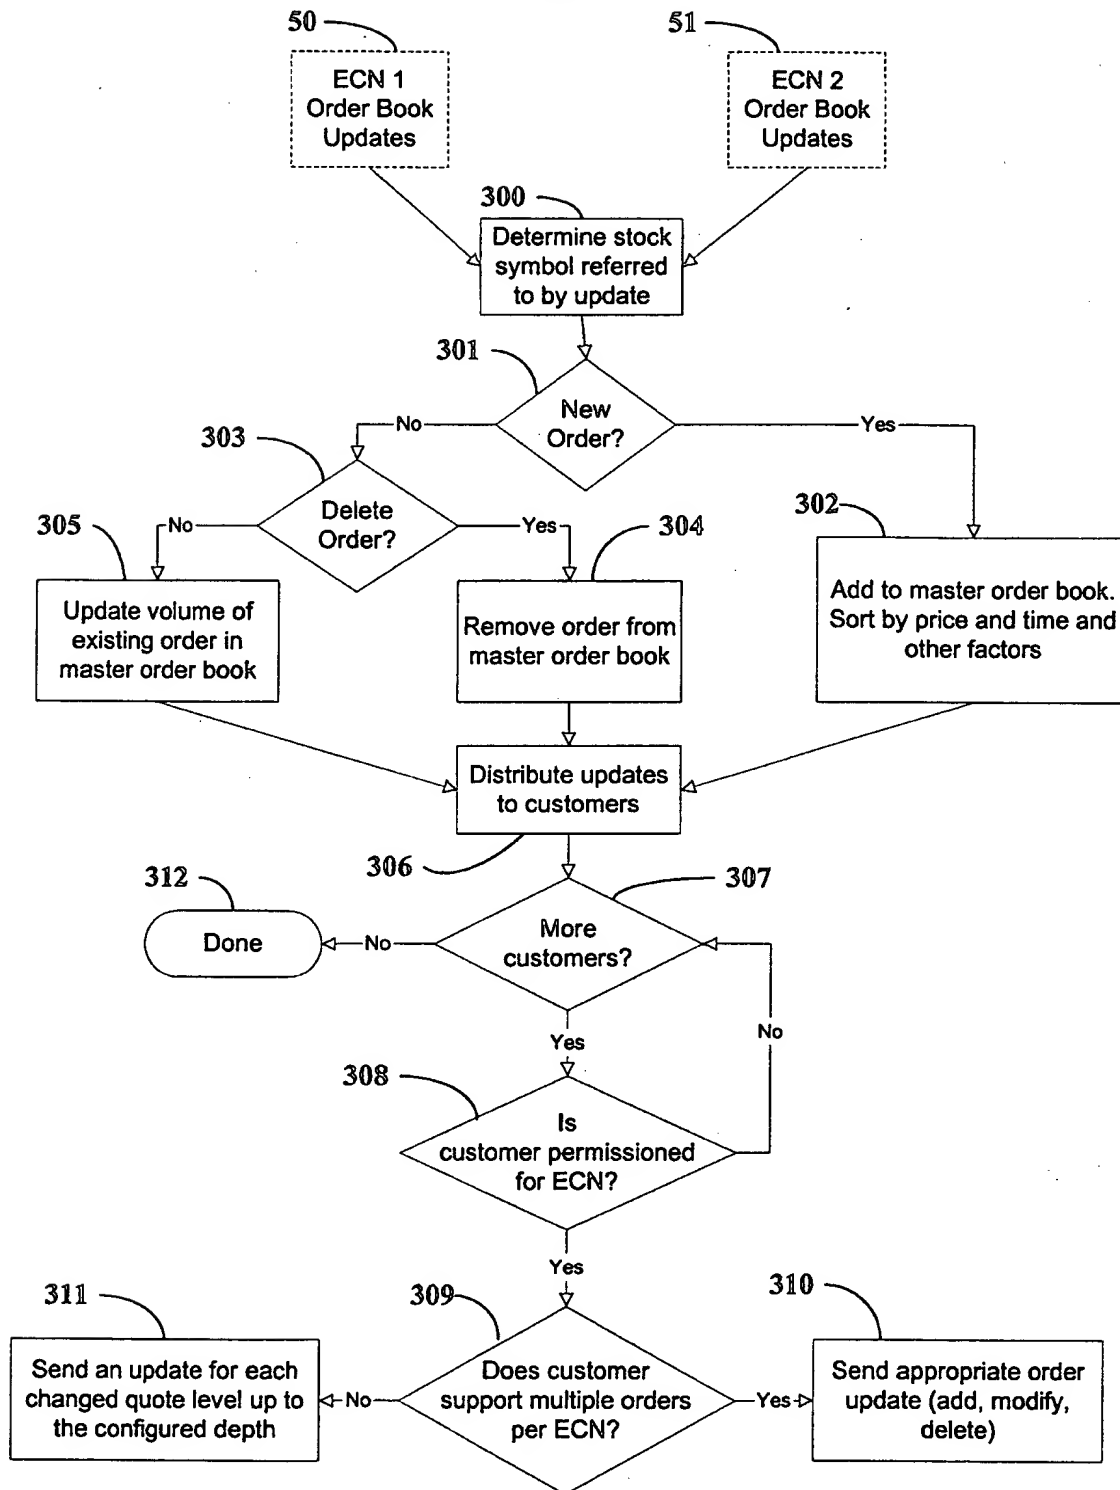 50
51
ECN 1
Order Book
Updates
ECN 2
Order Book
Updates
300
Determine stock
symbol referred
to by update
301
New
Order?
No
Yes
303
Delete
Order?
No
Yes
305
304
302
Update volume of
existing order in
master order book
Remove order from
master order book
Add to master order book.
Sort by price and time and
other factors
Distribute updates
to customers
306
307
312
Done
No
More
customers?
Yes
No
308
Is
customer permissioned
for ECN?
Yes
311
309
310
Send an update for each
changed quote level up to
the configured depth
No
Does customer
support multiple orders
per ECN?
Yes
Send appropriate order
update (add, modify,
delete)